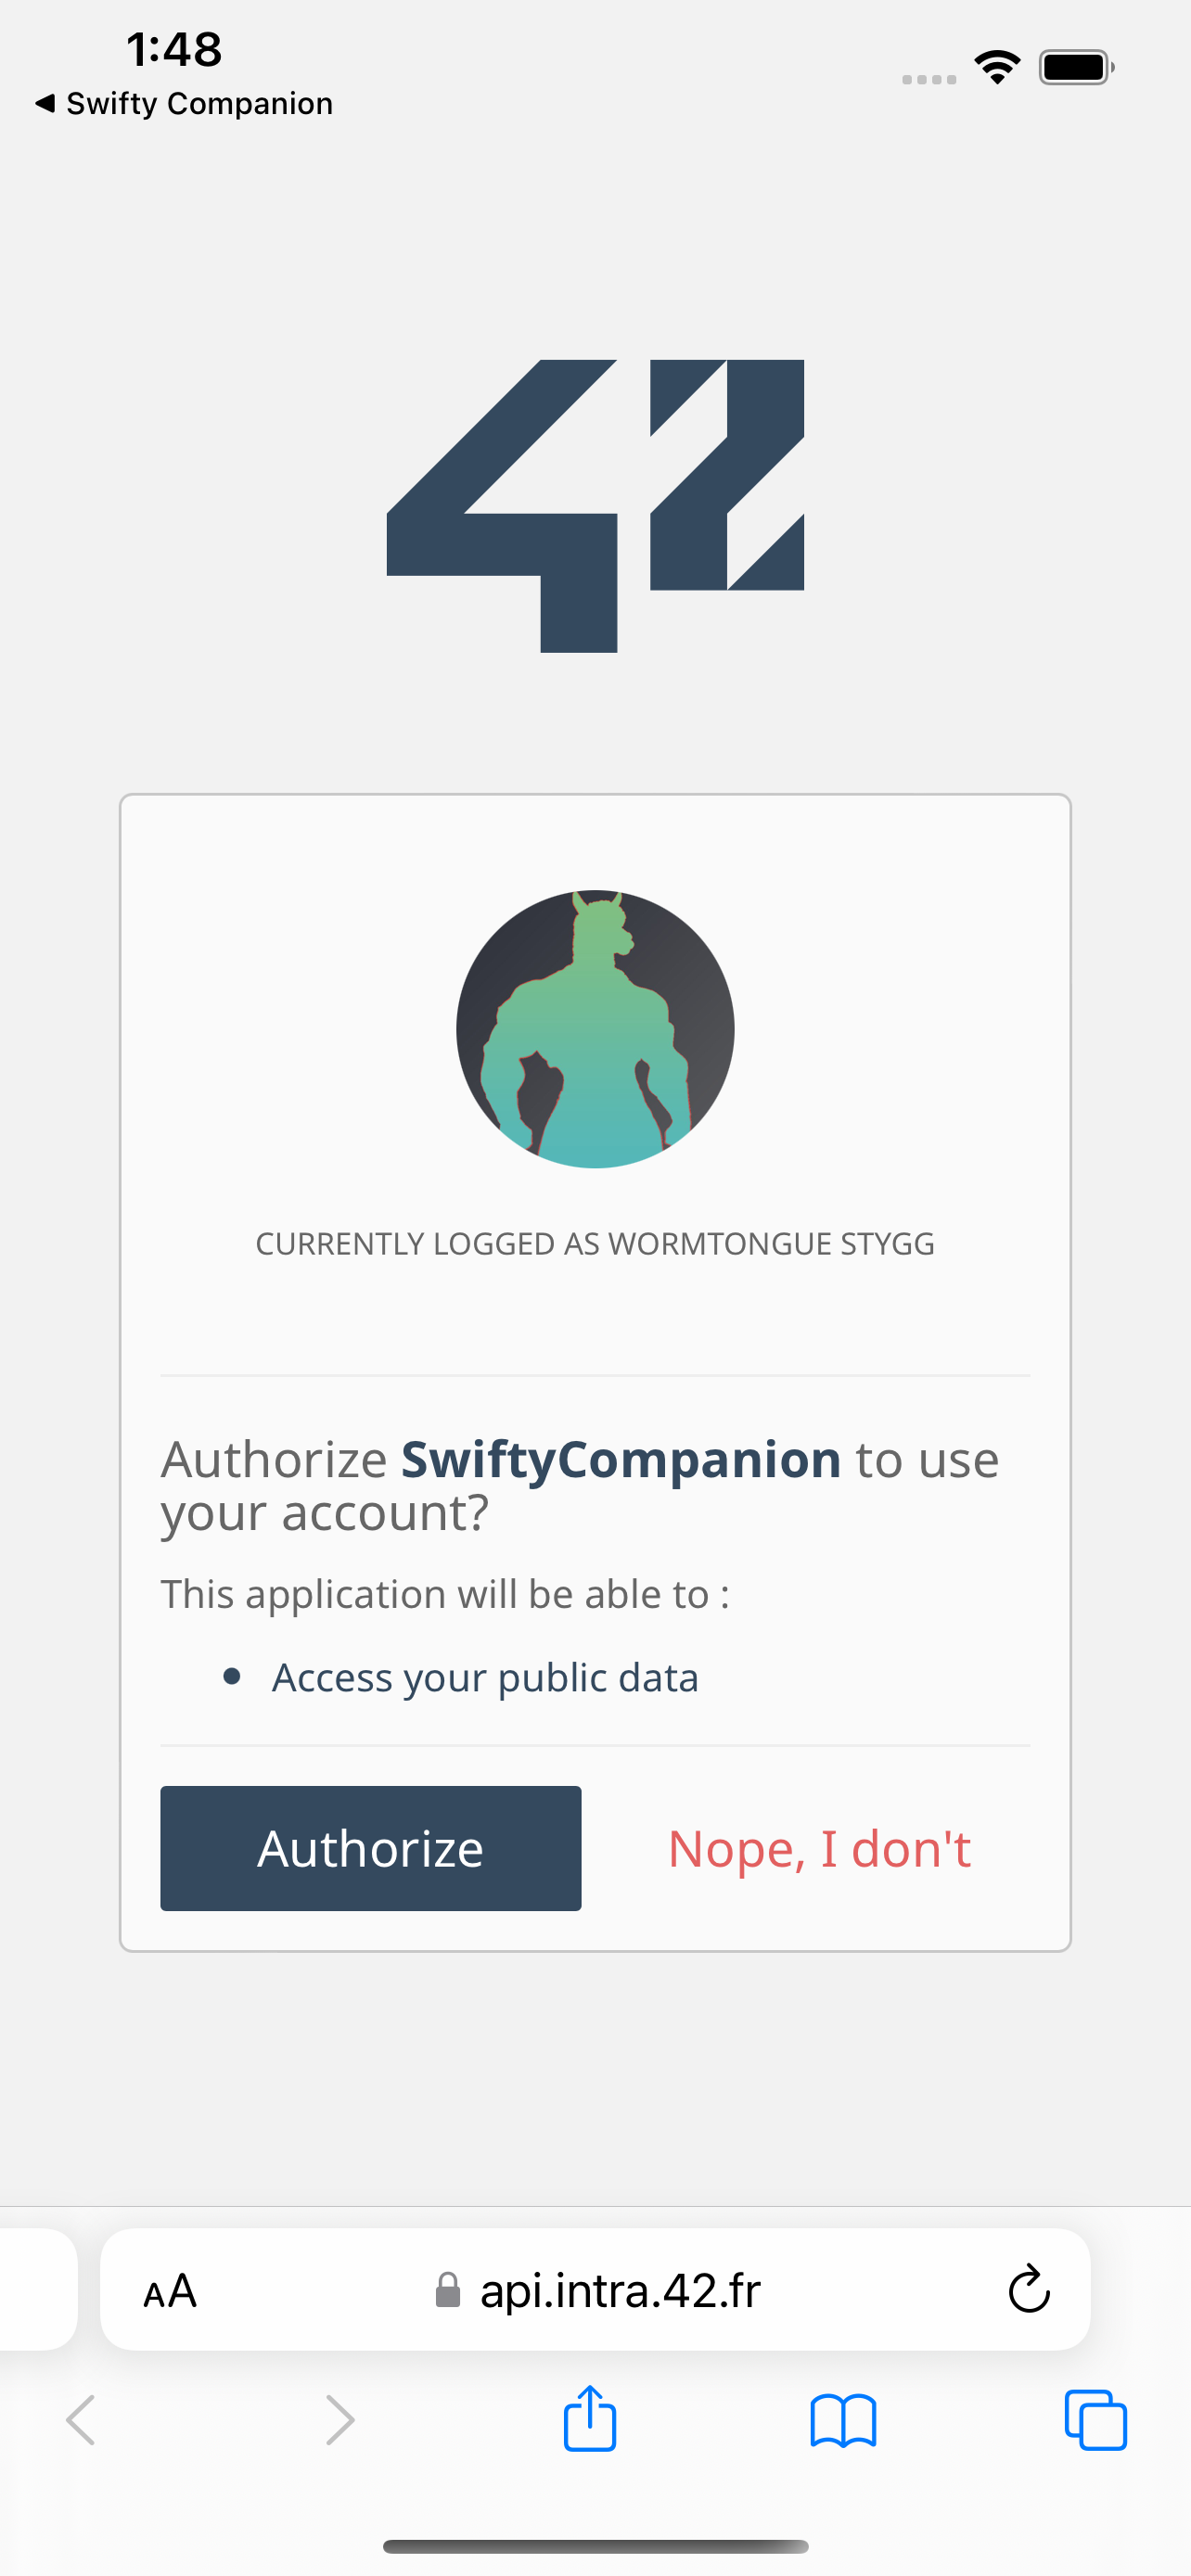 1:48
Swifty Companion
42
CURRENTLY LOGGED AS WORMTONGUE STYGG
Authorize SwiftyCompanion to use
your account?
This application will be able to :
Access your public data
Authorize
Nope, I don't
AA
api.intra.42.fr